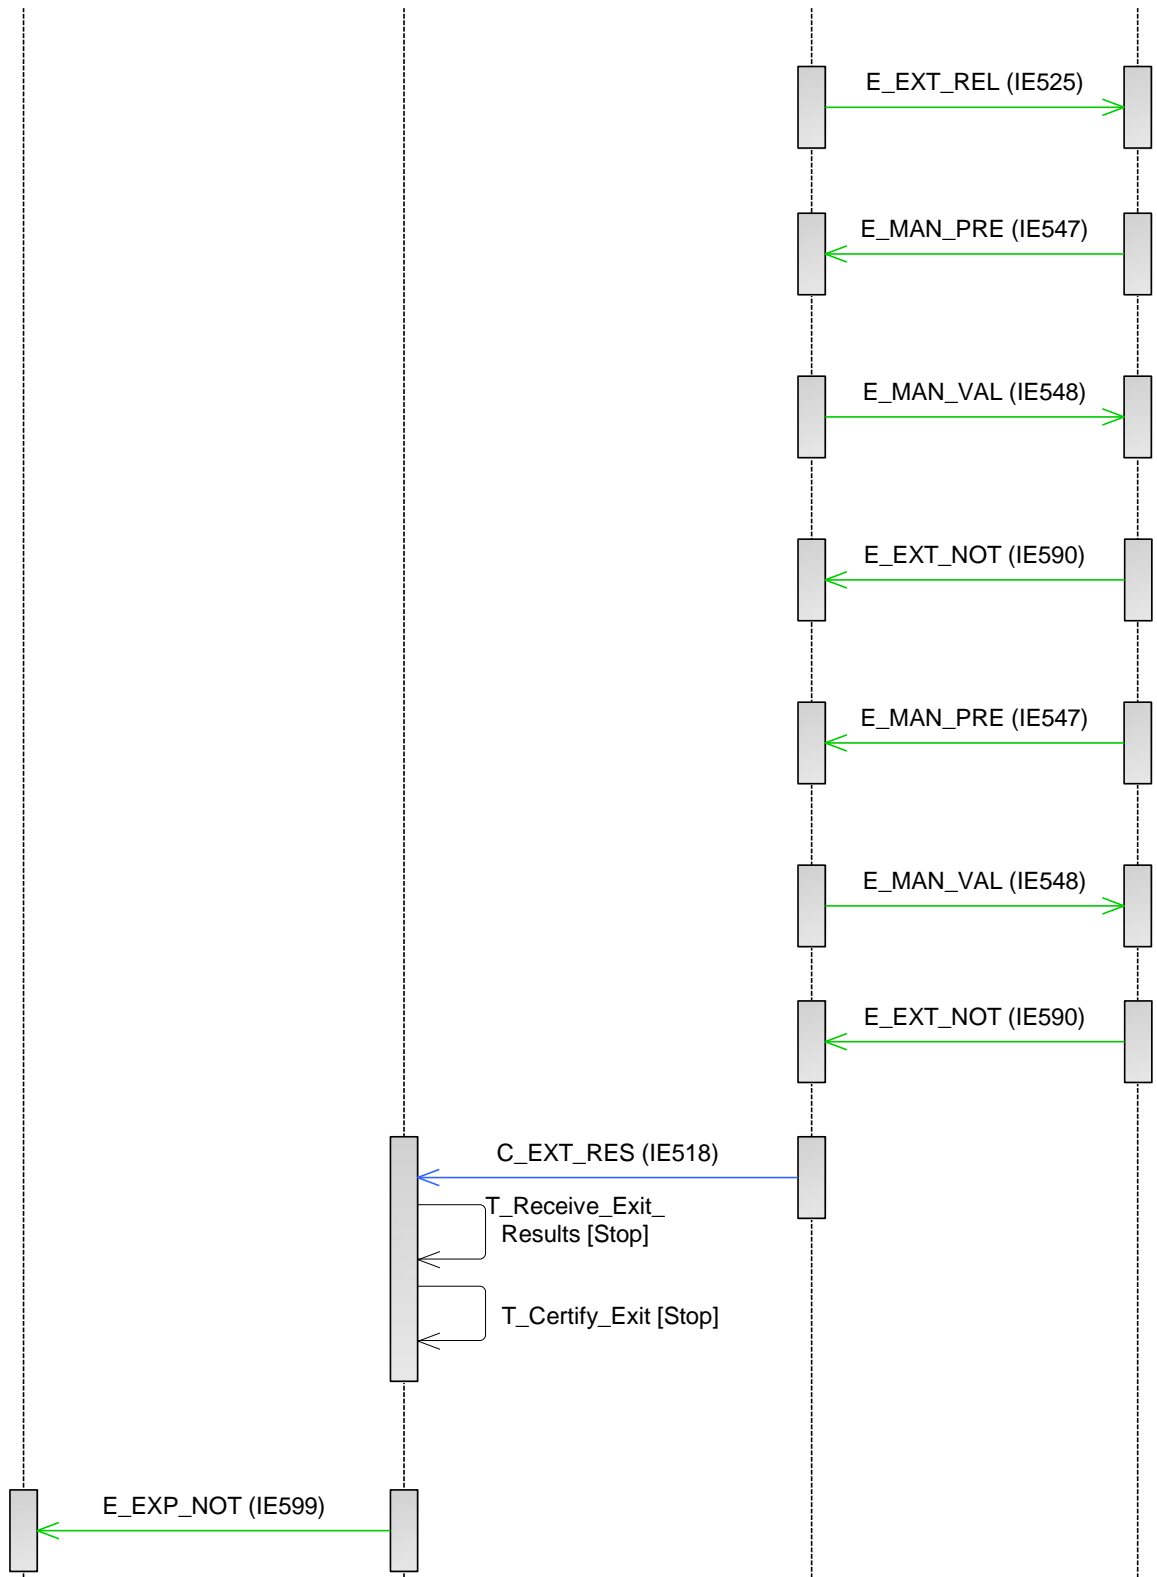 E_EXT_REL (IE525)
E_MAN_PRE (IE547)
E_MAN_VAL (IE548)
E_EXT_NOT (IE590)
E_MAN_PRE (IE547)
E_MAN_VAL (IE548)
E_EXT_NOT (IE590)
C_EXT_RES (IE518)
T_Receive_Exit_
Results [Stop]
T_Certify_Exit [Stop]
E_EXP_NOT (IE599)